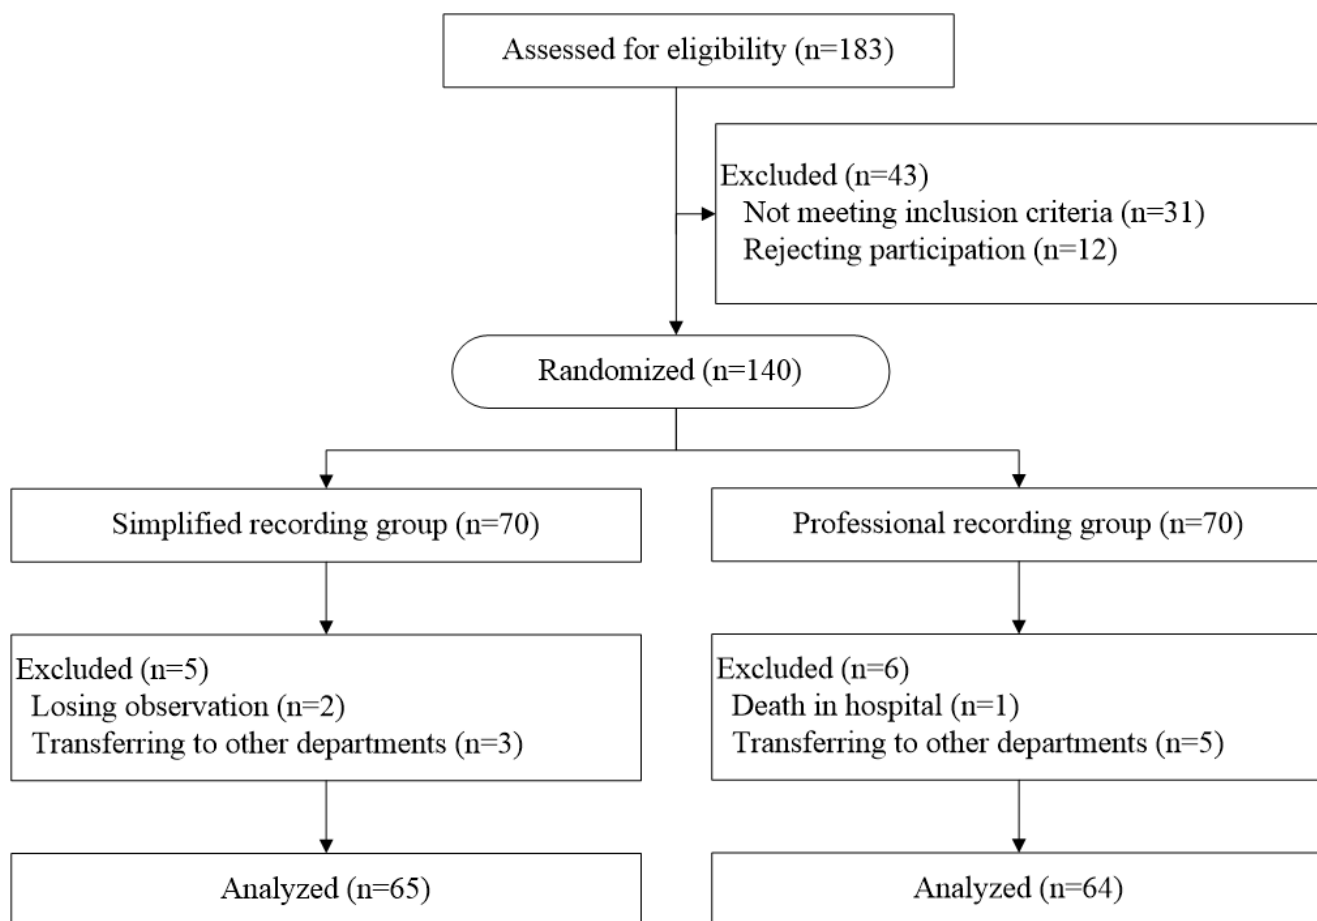 Assessed for eligibility (n=183)
Excluded (n=43)
Not meeting inclusion criteria (n=31)
Rejecting participation (n=12)
Randomized (n=140)
Simplified recording group (n=70)
Professional recording group (n=70)
Excluded (n=5)
Losing observation (n=2)
Transferring to other departments (n=3)
Excluded (n=6)
Death in hospital (n=1)
Transferring to other departments (n=5)
Analyzed (n=65)
Analyzed (n=64)